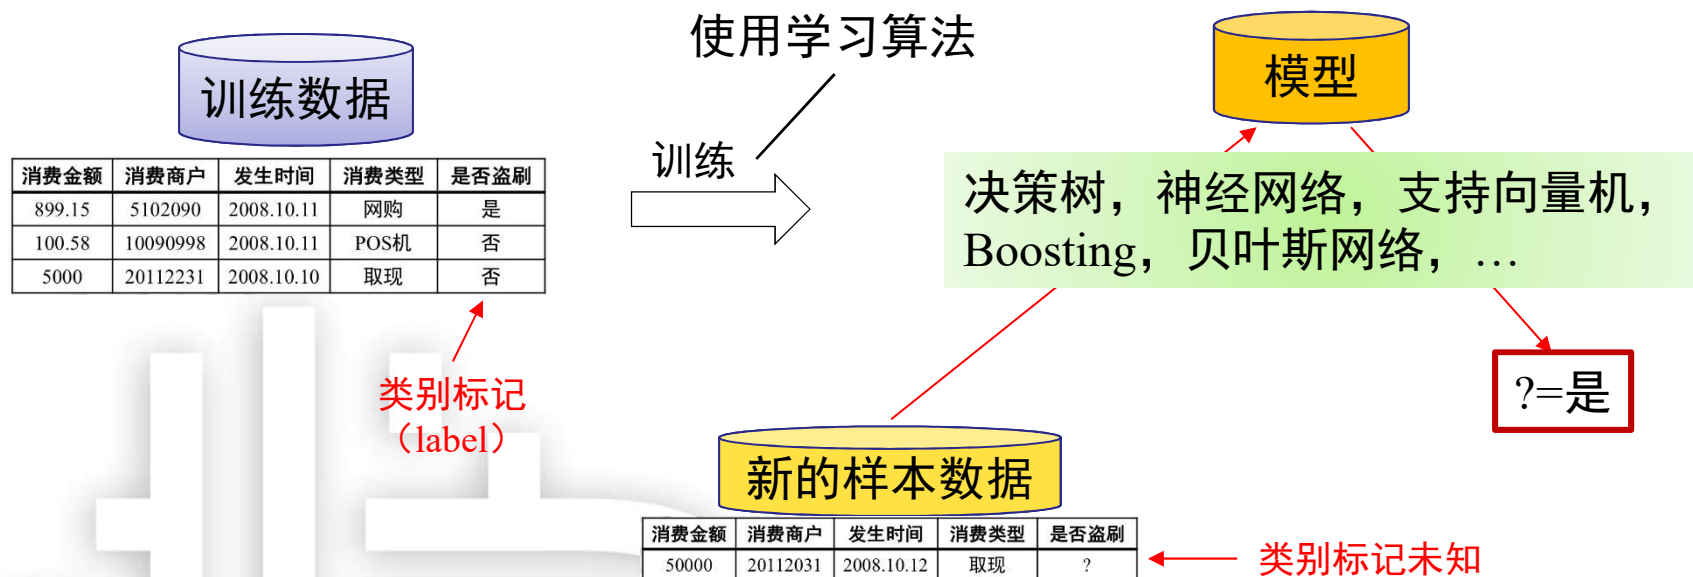 使用学习算法
训练数据
模型
训练
消费金额 消费商户 发生时间 消费类型 是否盗刷
899.15 5102090 2008.10.11 网购 是
100.58 10090998 2008.10.11 POS机 否
5000 20112231 2008.10.10 取现 否
决策树，神经网络，支持向量机，
Boosting，贝叶斯网络，…
类别标记
（label）
?=是
新的样本数据
消费金额 消费商户 发生时间 消费类型 是否盗刷
50000 20112031 2008.10.12 取现 ?
类别标记未知